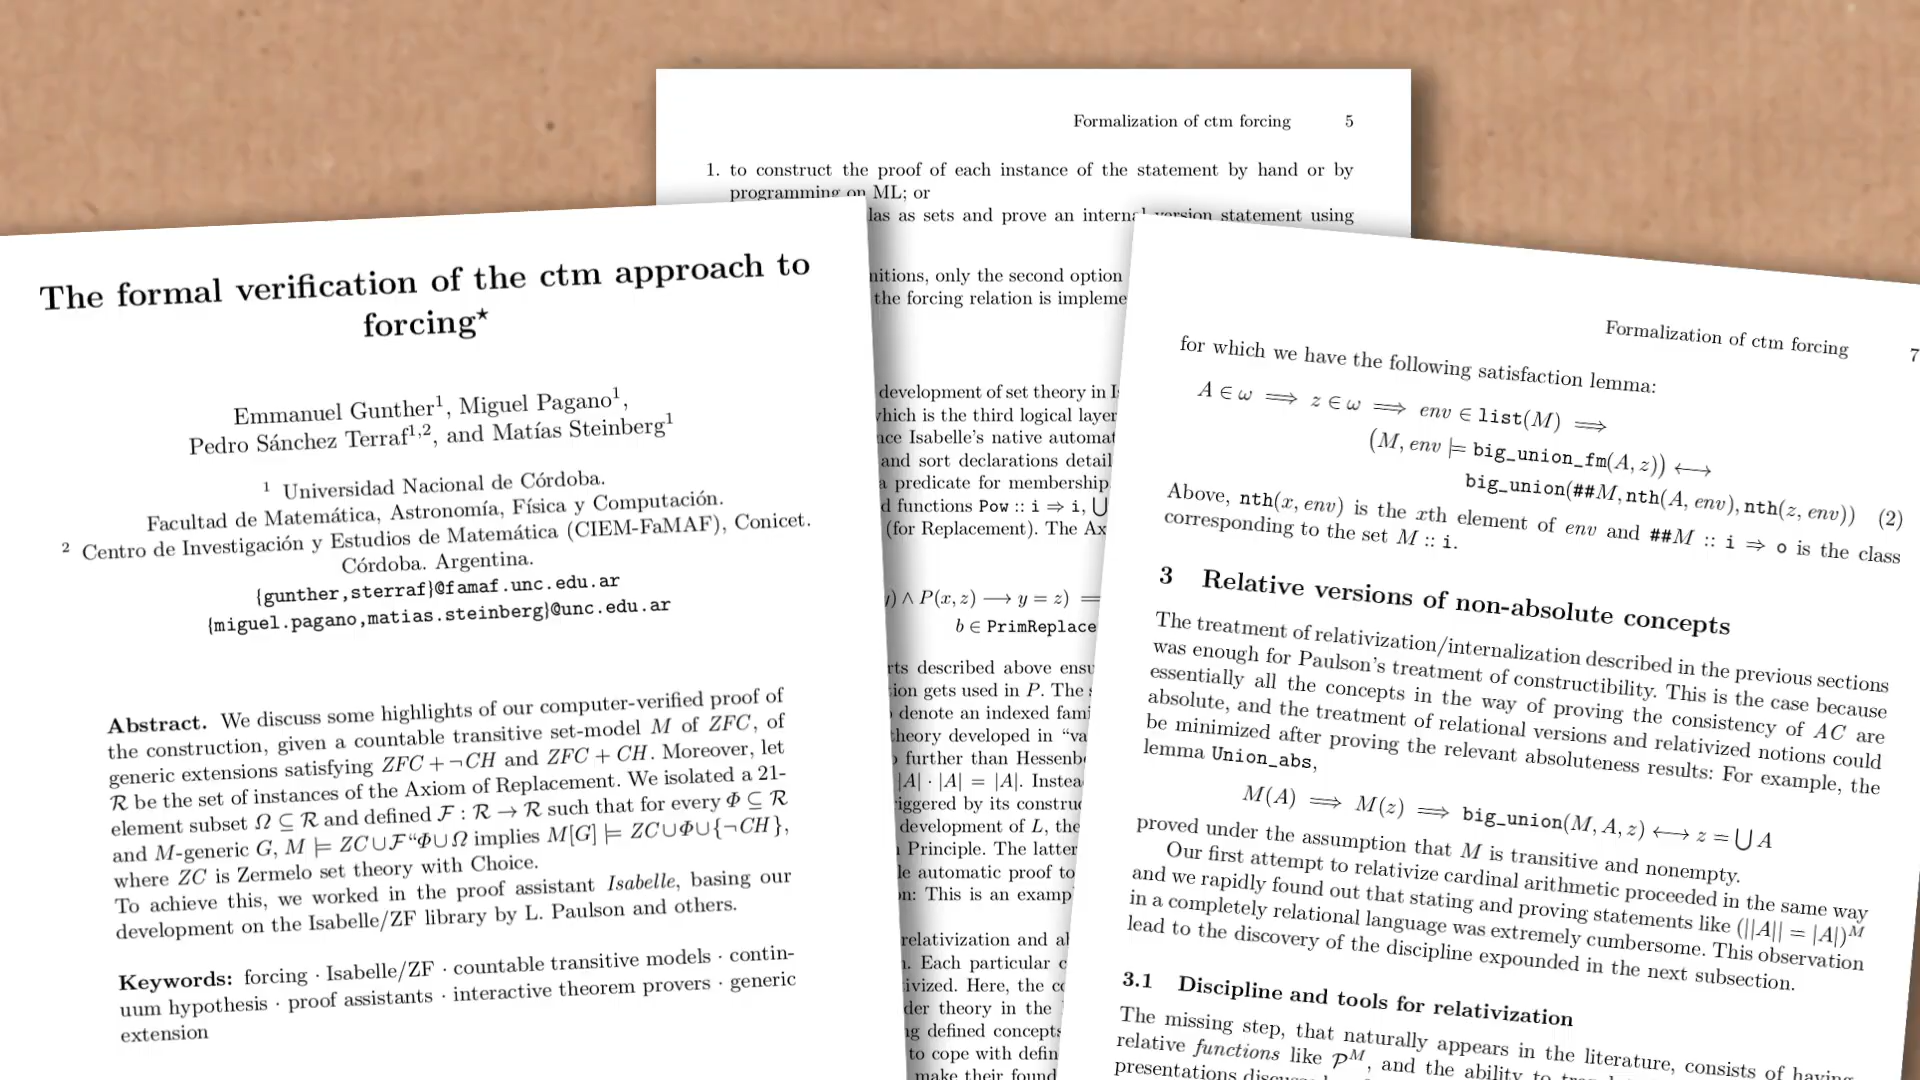 The formal verification of the ctm approach to
forcing⋆
Emmanuel Gunther¹, Miguel Pagano¹,
Pedro Sánchez Terraf¹,², and Matías Steinberg¹
¹ Universidad Nacional de Córdoba.
Facultad de Matemática, Astronomía, Física y Computación.
² Centro de Investigación y Estudios de Matemática (CIEM-FaMAF), Conicet.
Córdoba. Argentina.
{gunther,sterraf}@famaf.unc.edu.ar
{miguel.pagano,matias.steinberg}@unc.edu.ar
Abstract. We discuss some highlights of our computer-verified proof of
the construction, given a countable transitive set-model M of ZFC, of
generic extensions satisfying ZFC + ¬CH and ZFC + CH. Moreover, let
R be the set of instances of the Axiom of Replacement. We isolated a 21-
element subset Ω ⊆ R and defined F : R → R such that for every Φ ⊆ R
and M-generic G, M ⊨ ZC ∪ F“Φ ∪ Ω implies M[G] ⊨ ZC ∪ Φ ∪ {¬CH},
where ZC is Zermelo set theory with Choice.
To achieve this, we worked in the proof assistant Isabelle, basing our
development on the Isabelle/ZF library by L. Paulson and others.
Keywords: forcing · Isabelle/ZF · countable transitive models · contin-
uum hypothesis · proof assistants · interactive theorem provers · generic
extension
Formalization of ctm forcing 5
1. to construct the proof of each instance of the statement by hand or by
programming on ML; or
as sets and prove an internal version statement using
only the second option
the forcing relation is
development of set theory in
which is the third logical layer
Isabelle's native
and sort declarations
a predicate for membership
functions Pow :: i ⇒ i, ⋃
(for Replacement). The
) ∧ P(x, z) ⟶ y = z) ⟹
b ∈ PrimReplace
described above
gets used in P. The
denote an indexed
theory developed in “
further than
|A| · |A| = |A|.
by its
development of L, the
Principle. The latter
automatic proof
This is an
relativization and
Each particular
Here, the
theory in the
defined concepts
to cope with
make their
Formalization of ctm forcing 7
for which we have the following satisfaction lemma:
A ∈ ω ⟹ z ∈ ω ⟹ env ∈ list(M) ⟹
(M, env ⊨ big_union_fm(A, z)) ⟷
big_union(##M, nth(A, env), nth(z, env)) (2)
Above, nth(x, env) is the xth element of env and ##M :: i ⇒ o is the class
corresponding to the set M :: i.
3 Relative versions of non-absolute concepts
The treatment of relativization/internalization described in the previous sections
was enough for Paulson's treatment of constructibility. This is the case because
essentially all the concepts in the way of proving the consistency of AC are
absolute, and the treatment of relational versions and relativized notions could
be minimized after proving the relevant absoluteness results: For example, the
lemma Union_abs,
M(A) ⟹ M(z) ⟹ big_union(M, A, z) ⟷ z = ⋃ A
proved under the assumption that M is transitive and nonempty.
Our first attempt to relativize cardinal arithmetic proceeded in the same way
and we rapidly found out that stating and proving statements like (||A|| = |A|)ᴹ
in a completely relational language was extremely cumbersome. This observation
lead to the discovery of the discipline expounded in the next subsection.
3.1 Discipline and tools for relativization
The missing step, that naturally appears in the literature, consists of having
relative functions like 𝒫ᴹ, and the ability to
presentations